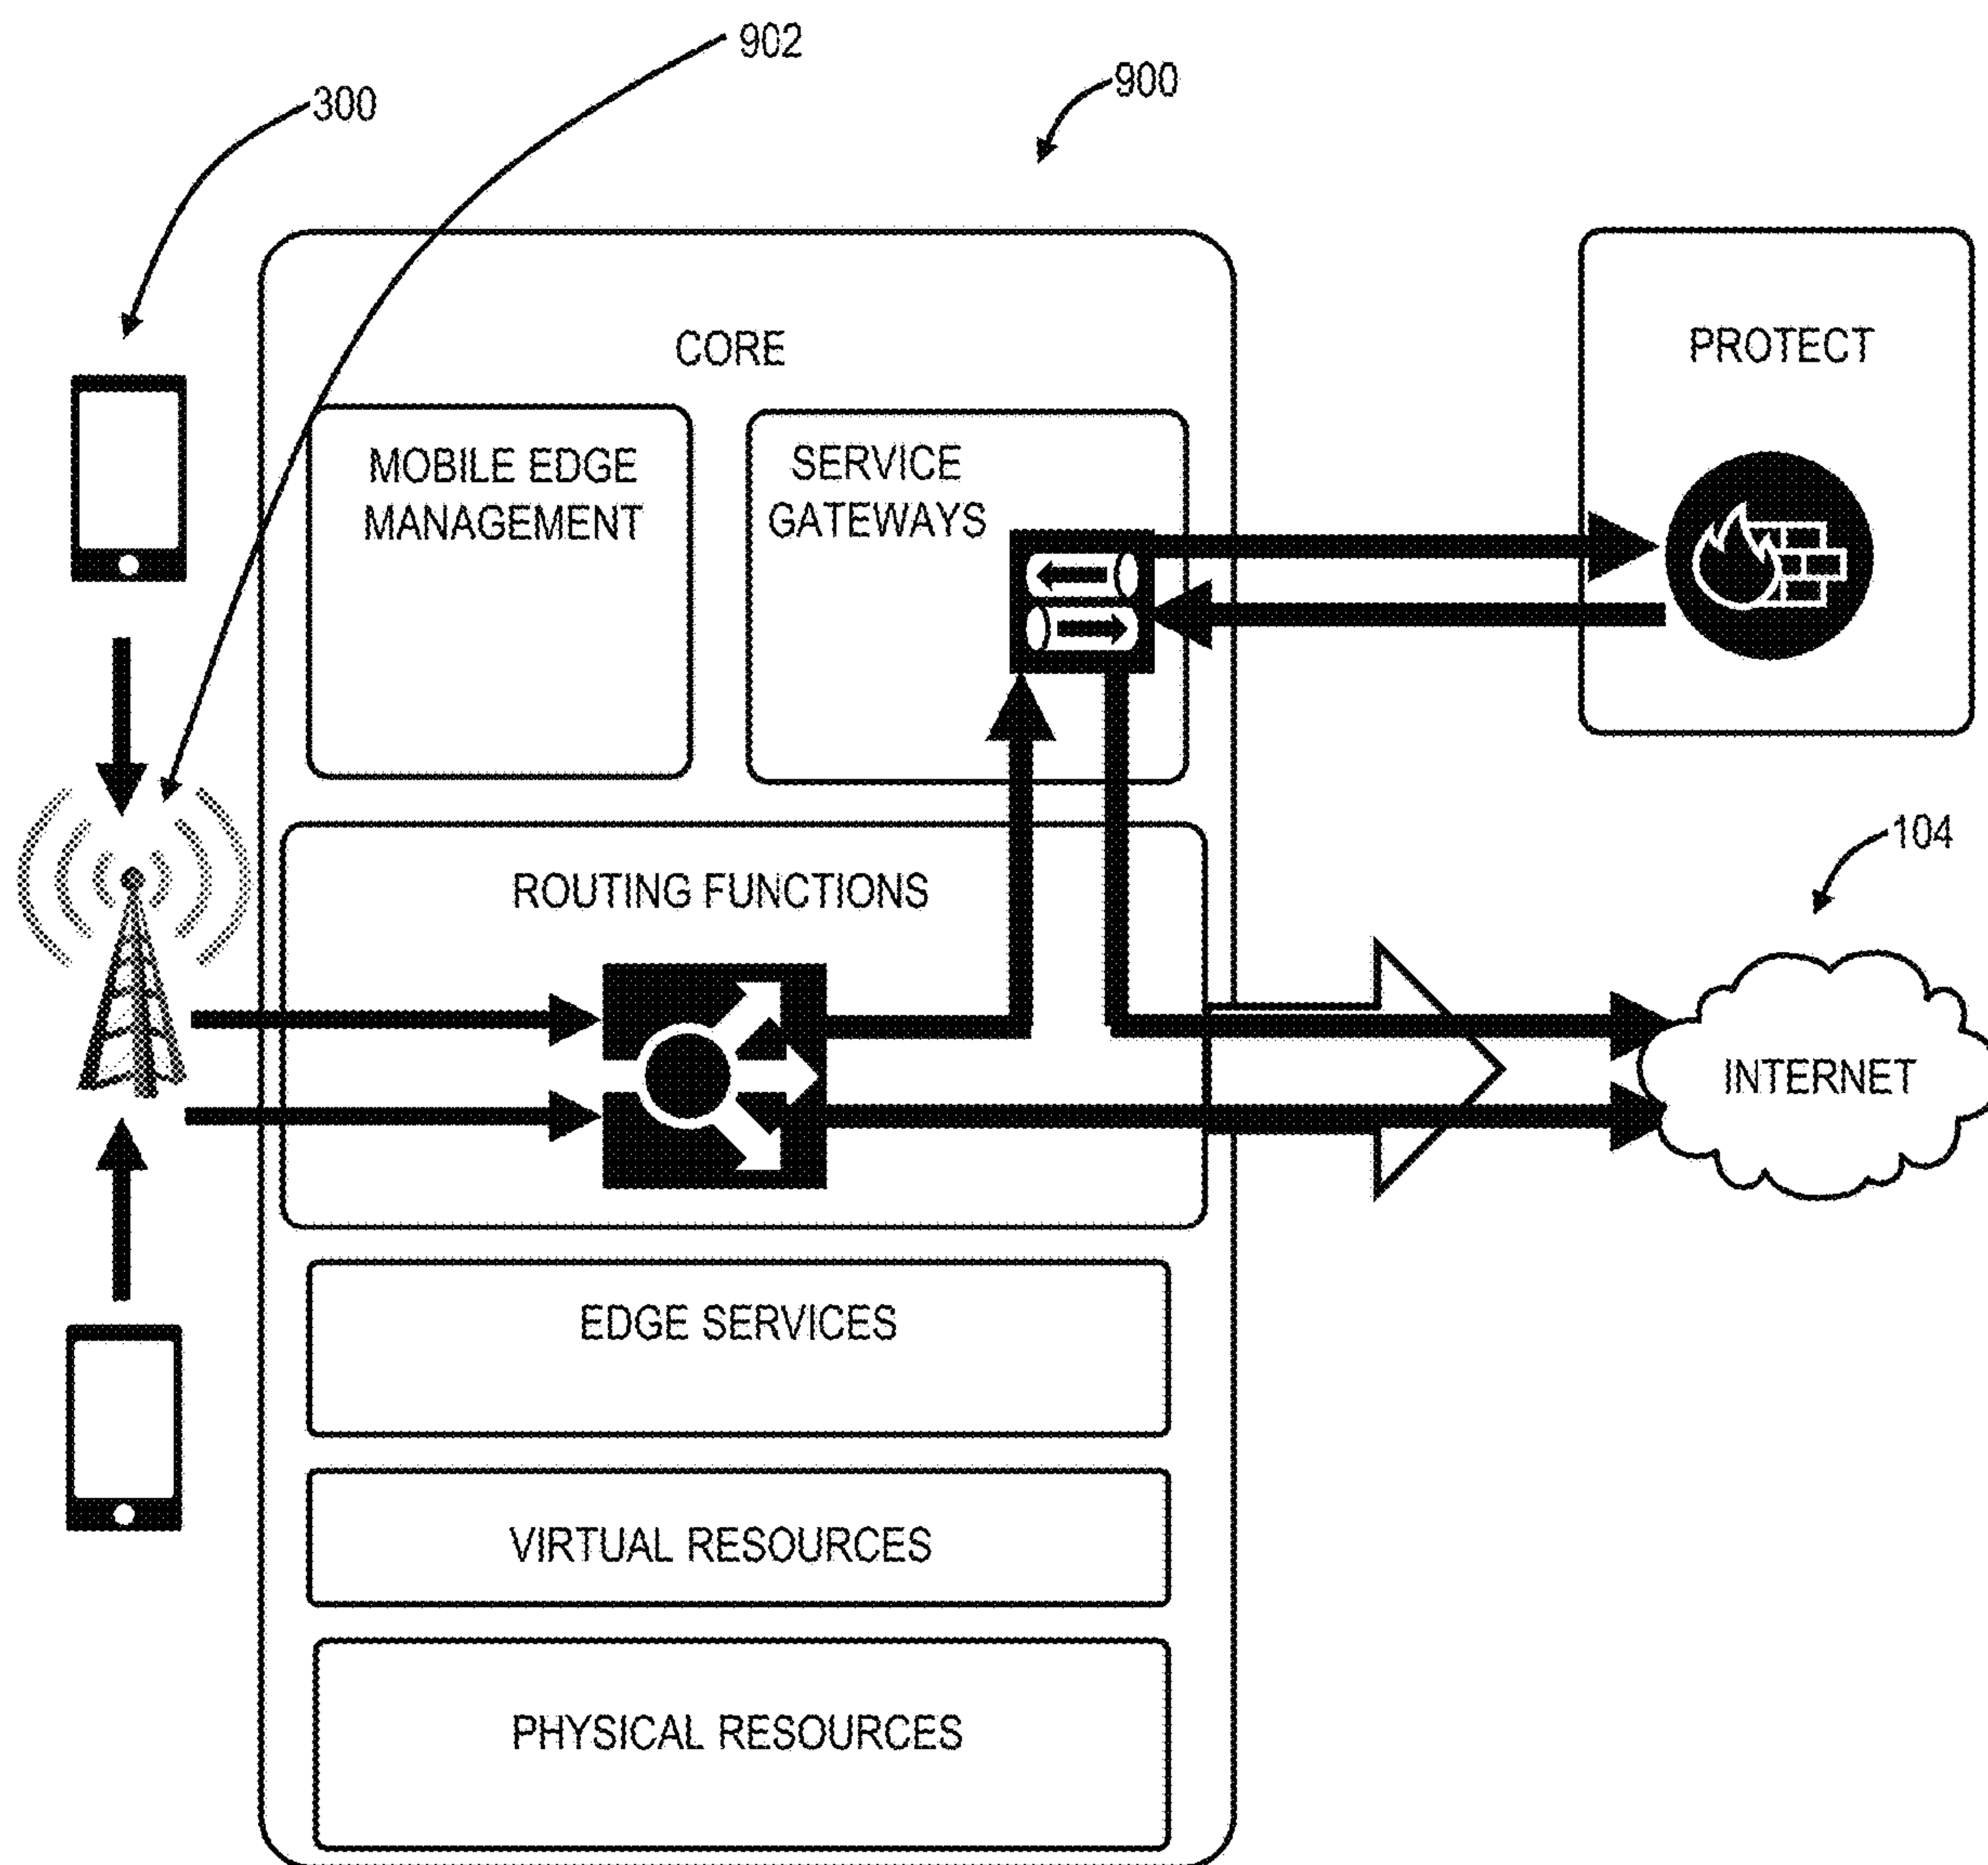 902
900
300
CORE
PROTECT
MOBILE EDGE
MANAGEMENT
SERVICE
GATEWAYS
104
ROUTING FUNCTIONS
INTERNET
EDGE SERVICES
VIRTUAL RESOURCES
PHYSICAL RESOURCES